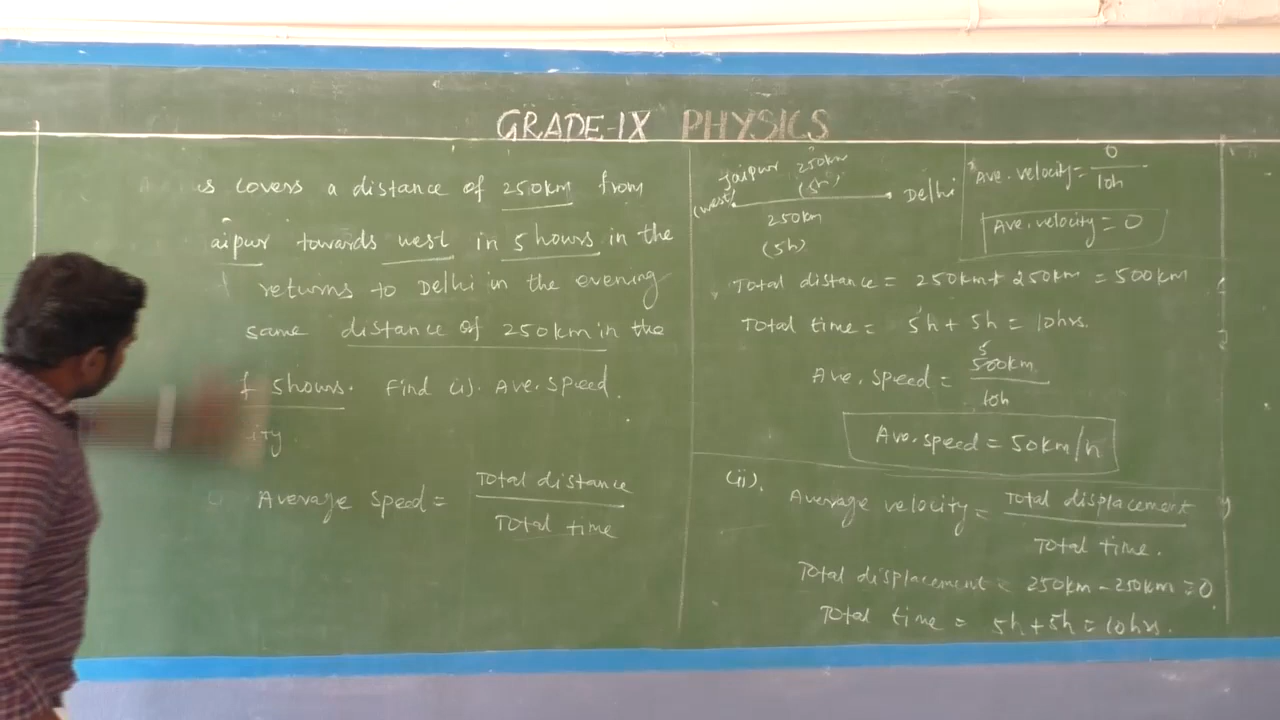 GRADE-IX PHYSICS
s covers a distance of 250km from
aipur towards west in 5 hours in the
returns to Delhi in the evening
same distance of 250km in the
f 5hours. Find (i). Ave. Speed
ity.
Average Speed = Total distance
Total time
Jaipur 250km
(5h)
(west) Delhi
250km
(5h)
Total distance = 250km + 250km = 500km
Total time = 5h + 5h = 10hrs.
5
Ave. Speed = 500km
10h
Ave. speed = 50km/h
(ii).
Average velocity = Total displacement
Total time.
Total displacement = 250km - 250km = 0
Total time = 5h + 5h = 10hrs.
Ave. velocity = 0
10h
Ave. velocity = 0